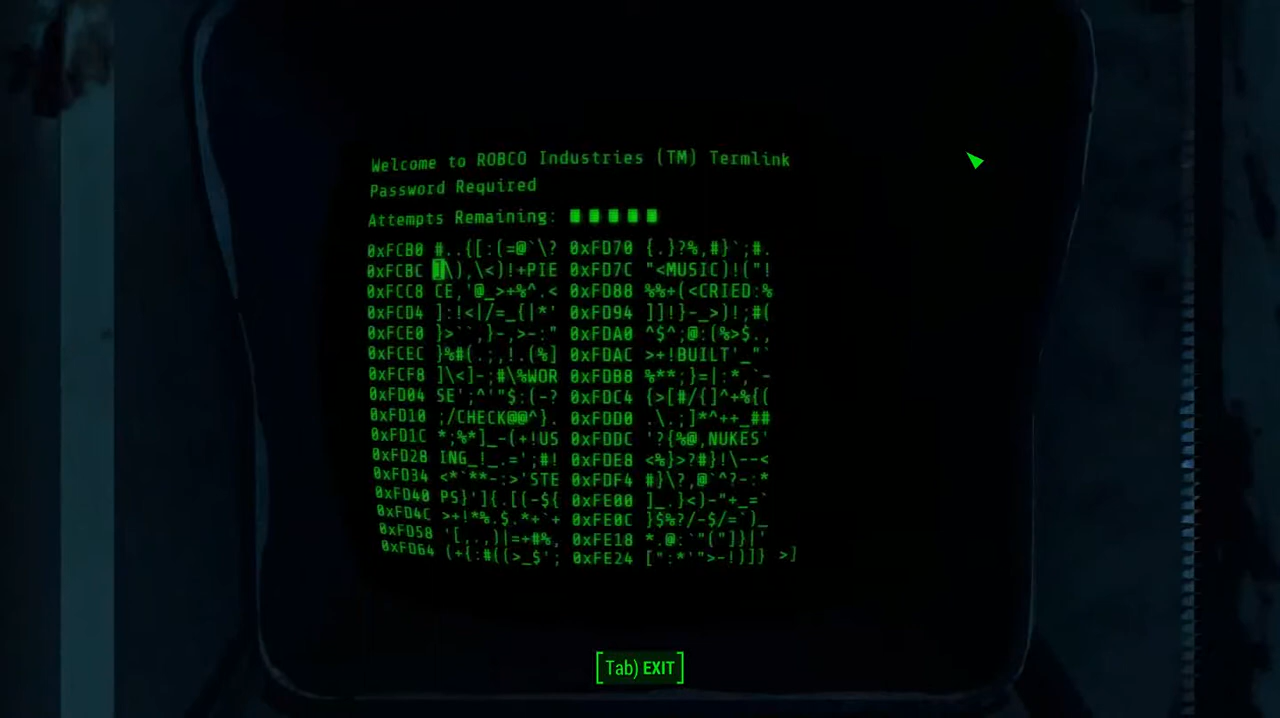 Welcome to ROBCO Industries (TM) Termlink
Password Required
Attempts Remaining: ■ ■ ■ ■ ■
0xFCB0 #..{[:(=@`\? 0xFD70 {.}?%,#}`;#.
0xFCBC ]\),\<)!+PIE 0xFD7C "<MUSIC)!("!
0xFCC8 CE,'@_>+%^.< 0xFD88 %%+(<CRIED:%
0xFCD4 ]:!<|/=_{|*' 0xFD94 ]]!}-_>)!;#(
0xFCE0 }>``,}-,>-:" 0xFDA0 ^$^;@:(%>$.,
0xFCEC }%#(.;,!.(%] 0xFDAC >+!BUILT'_"`
0xFCF8 ]\<]-;#\%WOR 0xFDB8 %**;}=|:*,`-
0xFD04 SE';^'"$:(-? 0xFDC4 {>[#/{]^+%{(
0xFD10 ;/CHECK@@^}. 0xFDD0 .\.;]*^++_##
0xFD1C *;%*]_-(+!US 0xFDDC '?{%@,NUKES'
0xFD28 ING_!_.=';#! 0xFDE8 <%}>?#}!\--<
0xFD34 <*`**-:>'STE 0xFDF4 #}\?,@`^?-:*
0xFD40 PS}']{.[(-${ 0xFE00 ]_.}<)-"+_=`
0xFD4C >+!*%.$.*+`+ 0xFE0C }$%?/-$/=`)_
0xFD58 '[,.,)|=+#%, 0xFE18 *.@:`"("]}|'
0xFD64 (+{:#((>_$'; 0xFE24 [":*'">-!)]} >]
[Tab) EXIT]